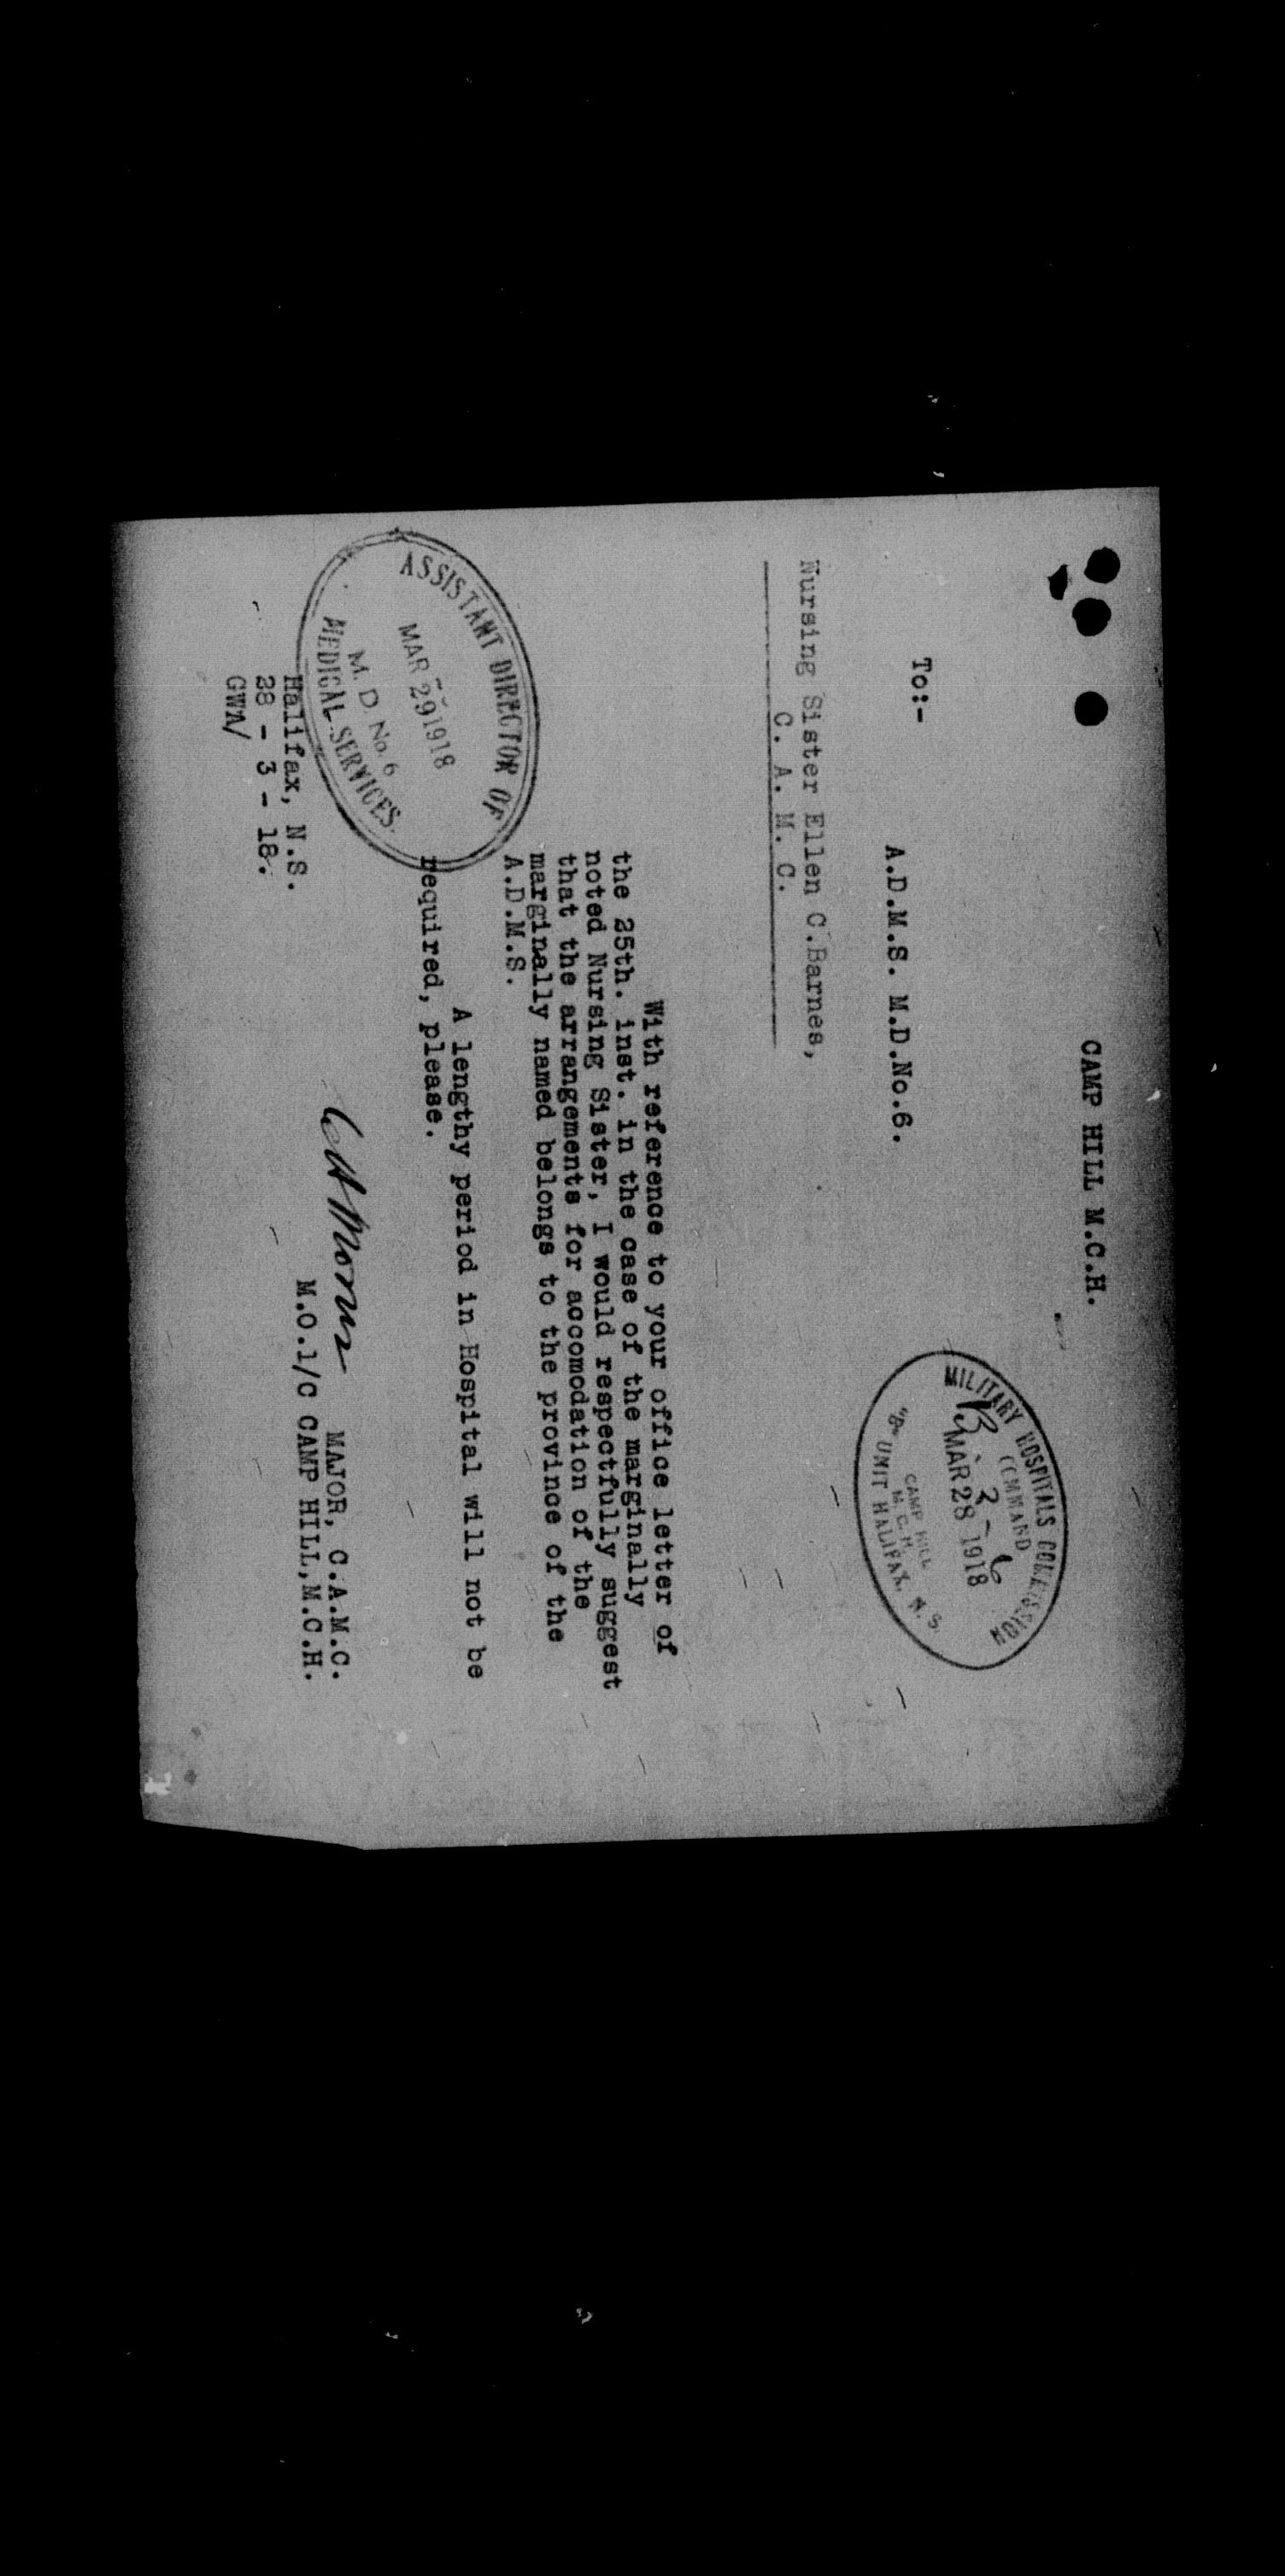 CAMP HILL M.C.H.
MILITARY HOSPITALS COMMISSION
COMMAND
B 2-6
MAR 28 1918
CAMP HILL
M.C.H.
"B" UNIT HALIFAX, N.S.
To:-
A.D.M.S. M.D.No.6.
Nursing Sister Ellen C.Barnes,
C. A. M. C.
With reference to your office letter of
the 25th. inst. in the case of the marginally
noted Nursing Sister, I would respectfully suggest
that the arrangements for accomodation of the
marginally named belongs to the province of the
A.D.M.S.
A lengthy period in Hospital will not be
required, please.
ASSISTANT DIRECTOR OF
MAR 29 1918
M. D. No. 6
MEDICAL SERVICES.
Morris
MAJOR, C.A.M.C.
M.O.i/C CAMP HILL,M.C.H.
Halifax, N.S.
28 - 3 - 18.
GWA/